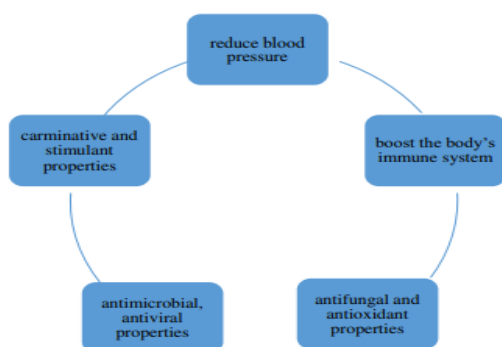 reduce blood
pressure
carminative and
stimulant
properties
boost the body's
immune system
antimicrobial,
antiviral
properties
antifungal and
antioxidant
properties